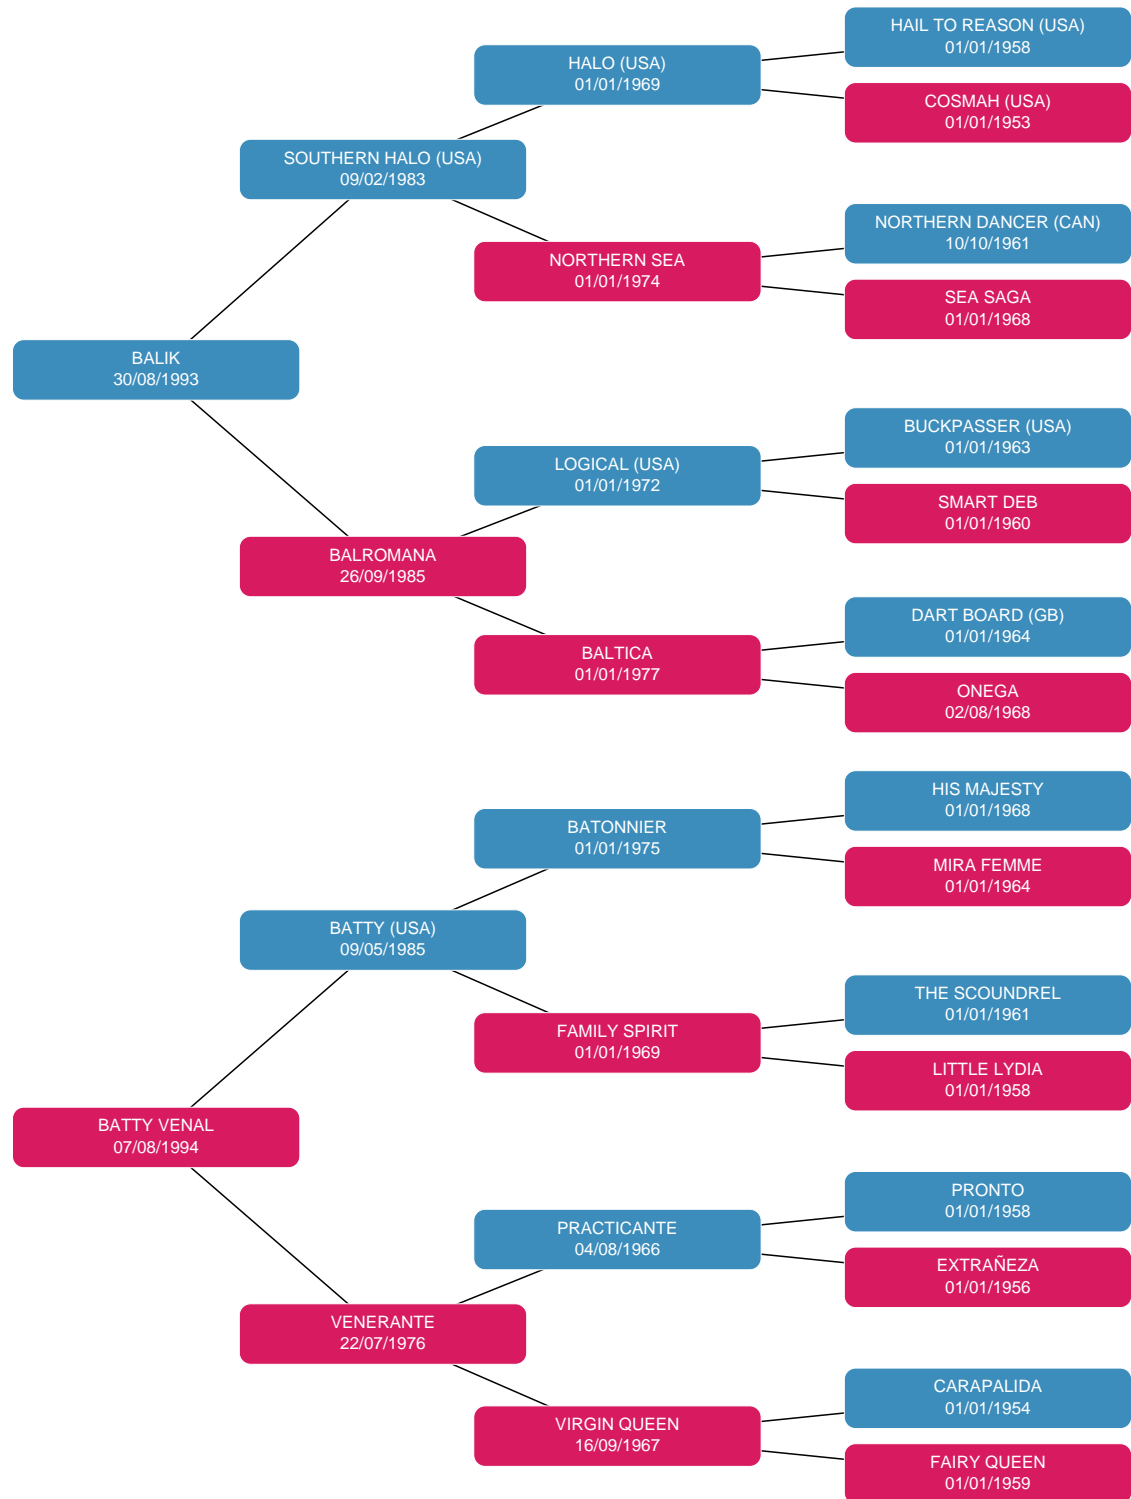 HAIL TO REASON (USA)
01/01/1958
HALO (USA)
01/01/1969
COSMAH (USA)
01/01/1953
SOUTHERN HALO (USA)
09/02/1983
NORTHERN DANCER (CAN)
10/10/1961
NORTHERN SEA
01/01/1974
SEA SAGA
01/01/1968
BALIK
30/08/1993
BUCKPASSER (USA)
01/01/1963
LOGICAL (USA)
01/01/1972
SMART DEB
01/01/1960
BALROMANA
26/09/1985
DART BOARD (GB)
01/01/1964
BALTICA
01/01/1977
ONEGA
02/08/1968
HIS MAJESTY
01/01/1968
BATONNIER
01/01/1975
MIRA FEMME
01/01/1964
BATTY (USA)
09/05/1985
THE SCOUNDREL
01/01/1961
FAMILY SPIRIT
01/01/1969
LITTLE LYDIA
01/01/1958
BATTY VENAL
07/08/1994
PRONTO
01/01/1958
PRACTICANTE
04/08/1966
EXTRAÑEZA
01/01/1956
VENERANTE
22/07/1976
CARAPALIDA
01/01/1954
VIRGIN QUEEN
16/09/1967
FAIRY QUEEN
01/01/1959